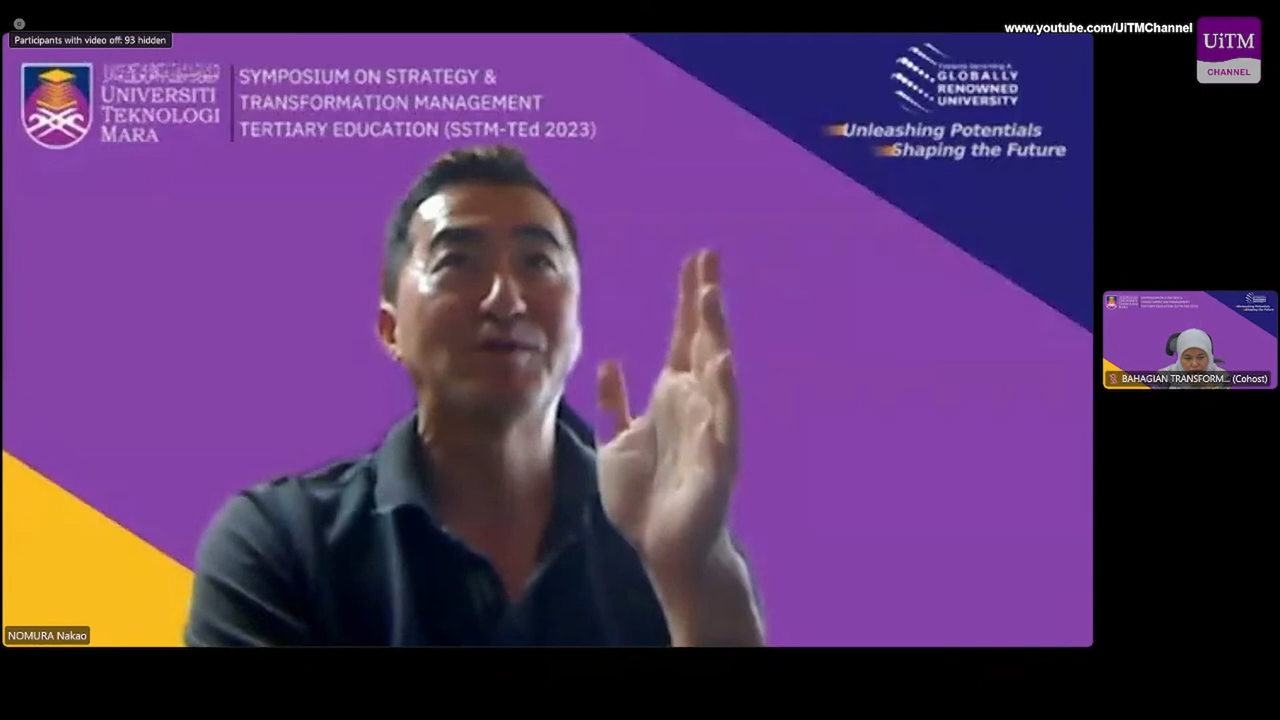 Participants with video off: 93 hidden
www.youtube.com/UiTMChannel
UiTM
CHANNEL
UNIVERSITI
TEKNOLOGI
MARA
SYMPOSIUM ON STRATEGY &
TRANSFORMATION MANAGEMENT
TERTIARY EDUCATION (SSTM-TEd 2023)
Towards Becoming A
GLOBALLY
RENOWNED
UNIVERSITY
Unleashing Potentials
Shaping the Future
BAHAGIAN TRANSFORM... (Cohost)
NOMURA Nakao